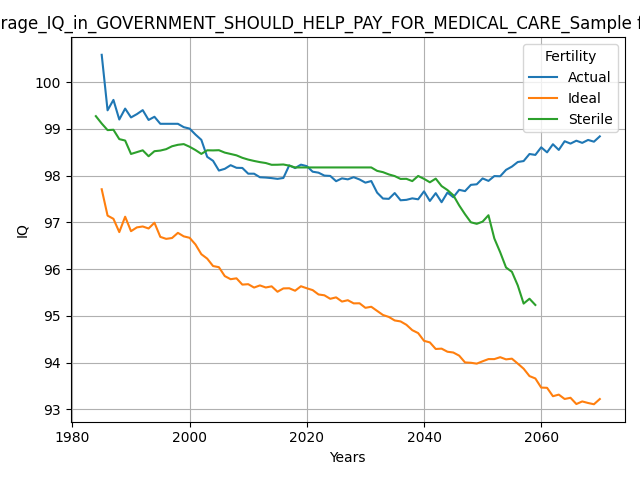 rage_IQ_in_GOVERNMENT_SHOULD_HELP_PAY_FOR_MEDICAL_CARE_Sample f
Fertility
Actual
Ideal
Sterile
IQ
100
99
98
97
96
95
94
93
1980
2000
2020
2040
2060
Years